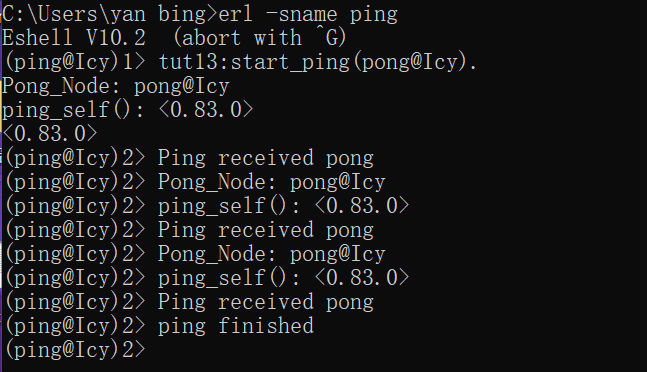 C:\Users\yan bing>erl -sname ping
Eshell V10.2  (abort with ^G)
(ping@Icy)1> tut13:start_ping(pong@Icy).
Pong_Node: pong@Icy
ping_self(): <0.83.0>
<0.83.0>
(ping@Icy)2> Ping received pong
(ping@Icy)2> Pong_Node: pong@Icy
(ping@Icy)2> ping_self(): <0.83.0>
(ping@Icy)2> Ping received pong
(ping@Icy)2> Pong_Node: pong@Icy
(ping@Icy)2> ping_self(): <0.83.0>
(ping@Icy)2> Ping received pong
(ping@Icy)2> ping finished
(ping@Icy)2>